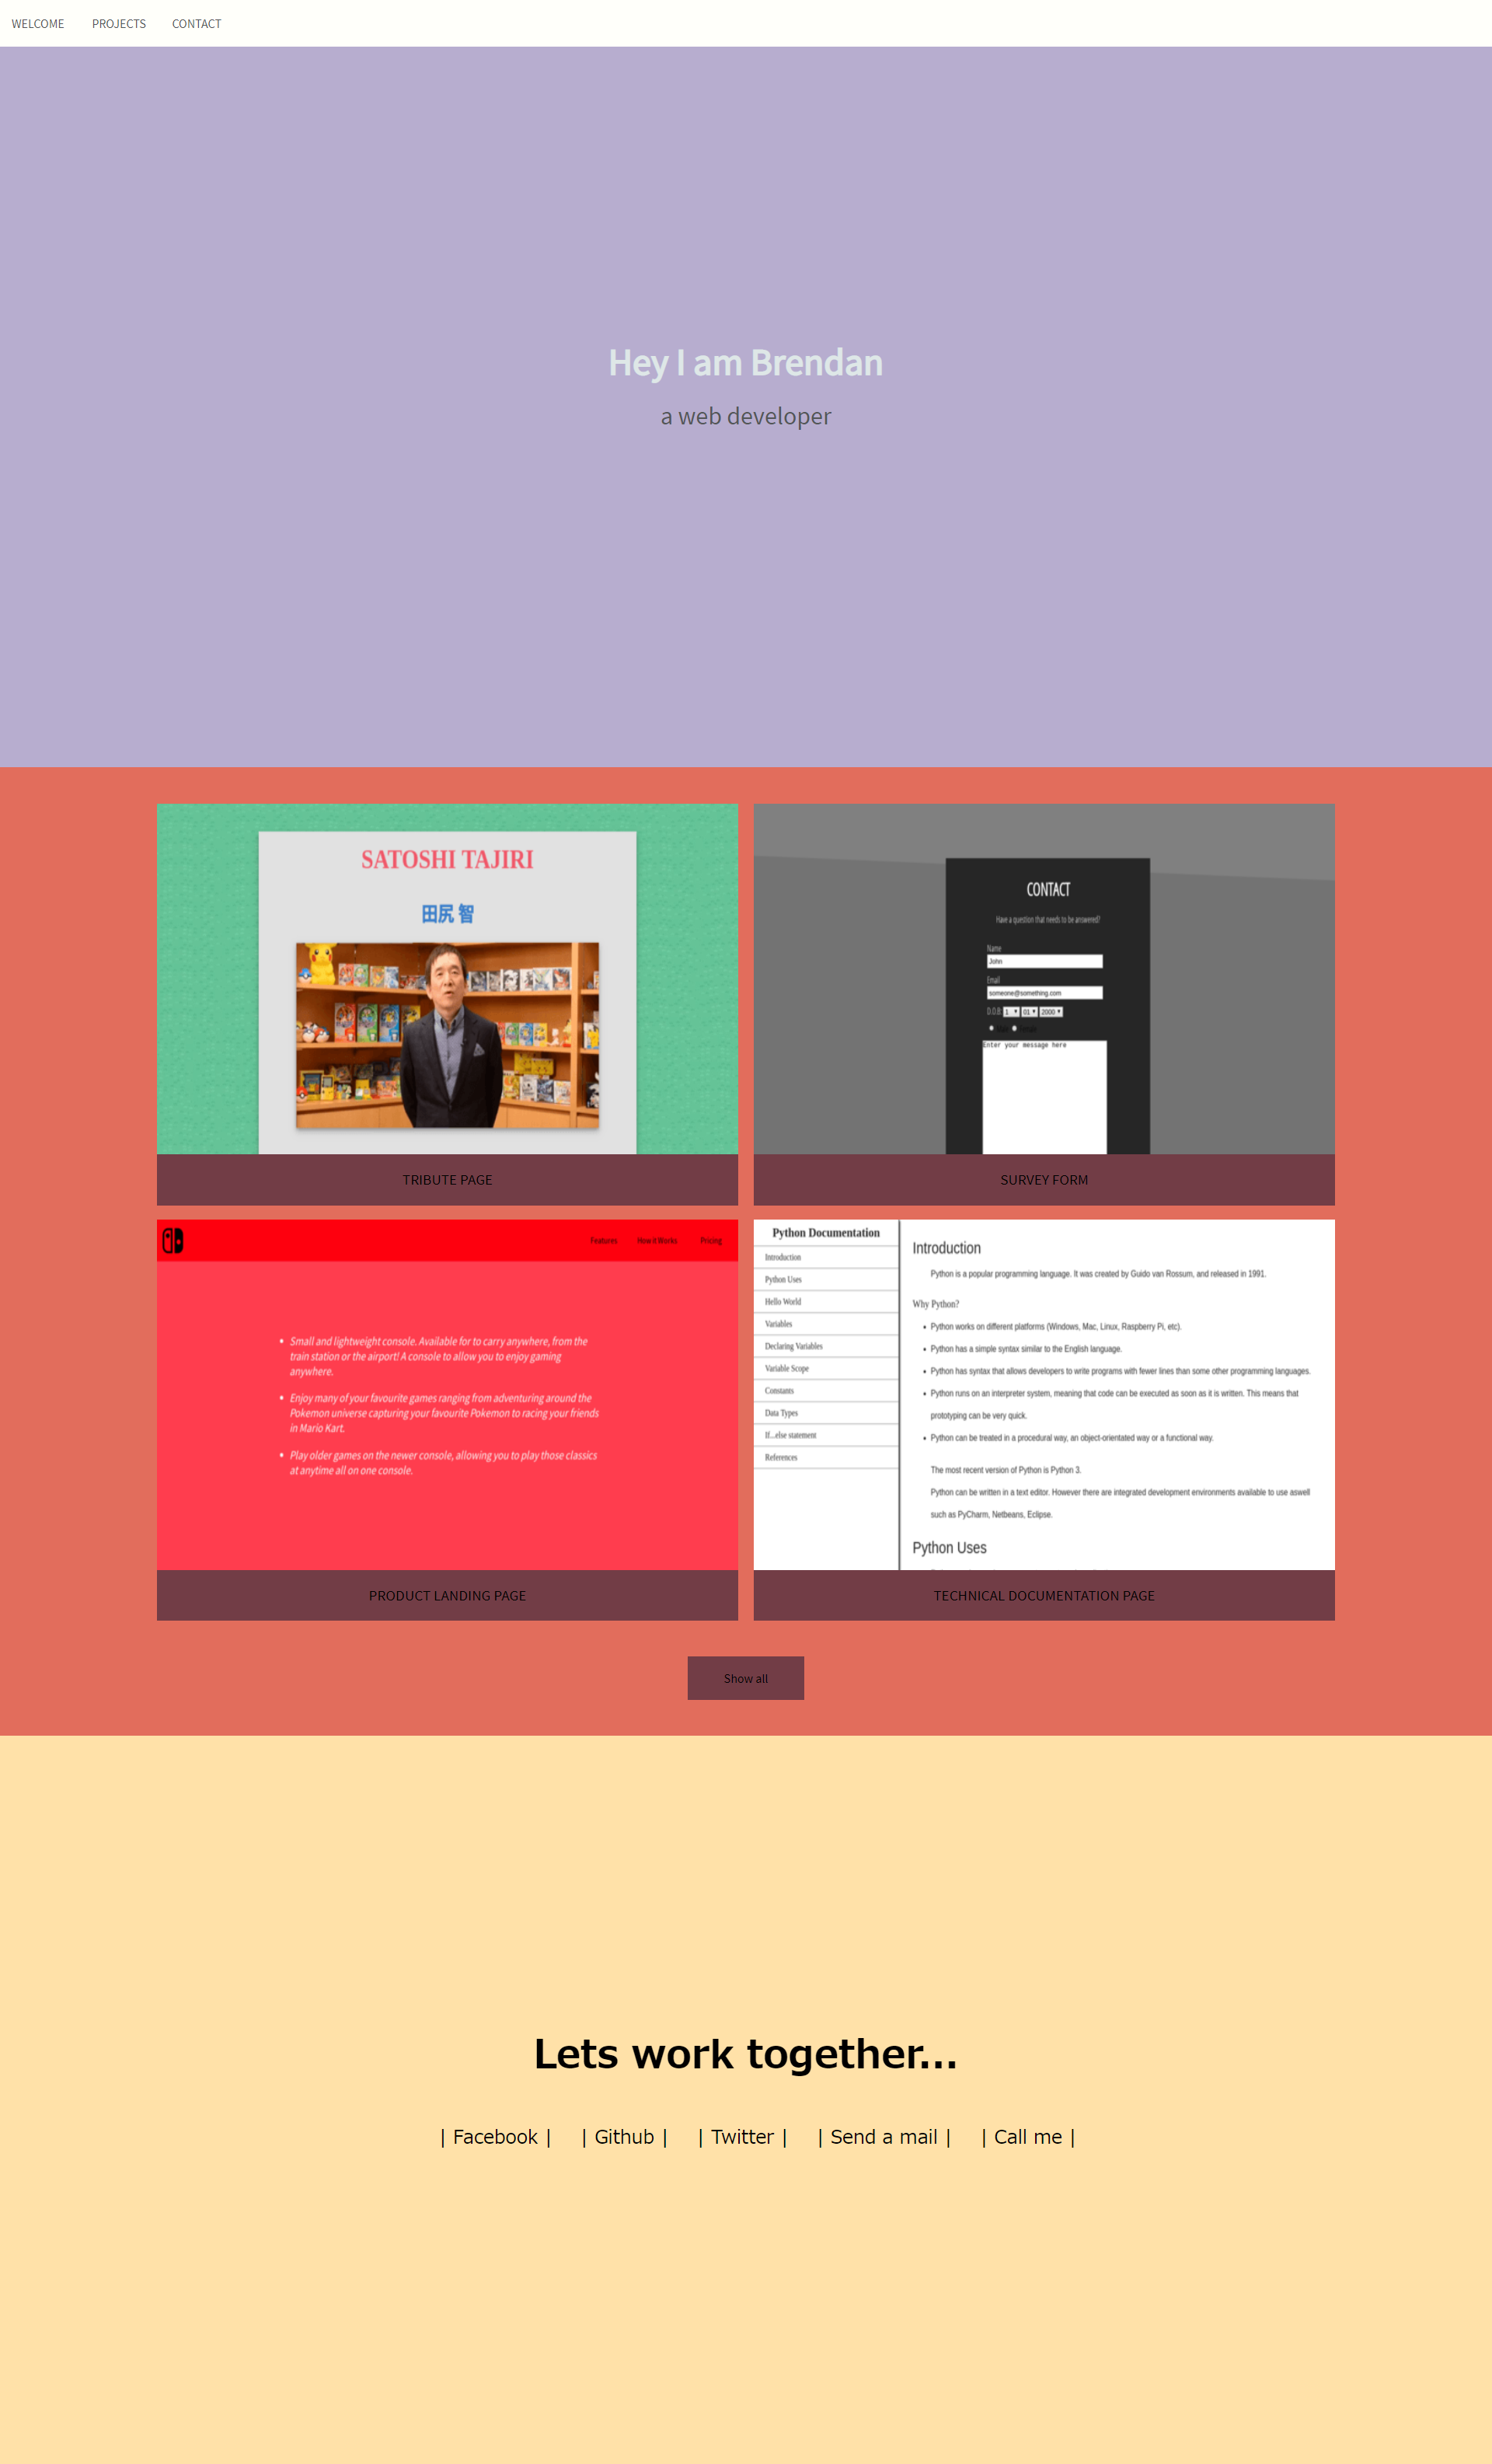 WELCOME PROJECTS CONTACT
Hey I am Brendan
a web developer
SATOSHI TAJIRI
田尻 智
TRIBUTE PAGE
CONTACT
Have a question that needs to be answered?
Name
John
Email
someone@something.com
D.O.B 1 01 2000
Enter your message here
SURVEY FORM
Features How it Works Pricing
• Small and lightweight console. Available for to carry anywhere, from the
train station or the airport! A console to allow you to enjoy gaming
anywhere.
• Enjoy many of your favourite games ranging from adventuring around the
Pokemon universe capturing your favourite Pokemon to racing your friends
in Mario Kart.
• Play older games on the newer console, allowing you to play those classics
at anytime all on one console.
PRODUCT LANDING PAGE
Python Documentation
Introduction
Python Uses
Hello World
Variables
Declaring Variables
Variable Scope
Constants
Data Types
If...else statement
References
Introduction
Python is a popular programming language. It was created by Guido van Rossum, and released in 1991.
Why Python?
• Python works on different platforms (Windows, Mac, Linux, Raspberry Pi, etc).
• Python has a simple syntax similar to the English language.
• Python has syntax that allows developers to write programs with fewer lines than some other programming languages.
• Python runs on an interpreter system, meaning that code can be executed as soon as it is written. This means that
prototyping can be very quick.
• Python can be treated in a procedural way, an object-orientated way or a functional way.
The most recent version of Python is Python 3.
Python can be written in a text editor. However there are integrated development environments available to use aswell
such as PyCharm, Netbeans, Eclipse.
Python Uses
TECHNICAL DOCUMENTATION PAGE
Show all
Lets work together...
| Facebook | | Github | | Twitter | | Send a mail | | Call me |